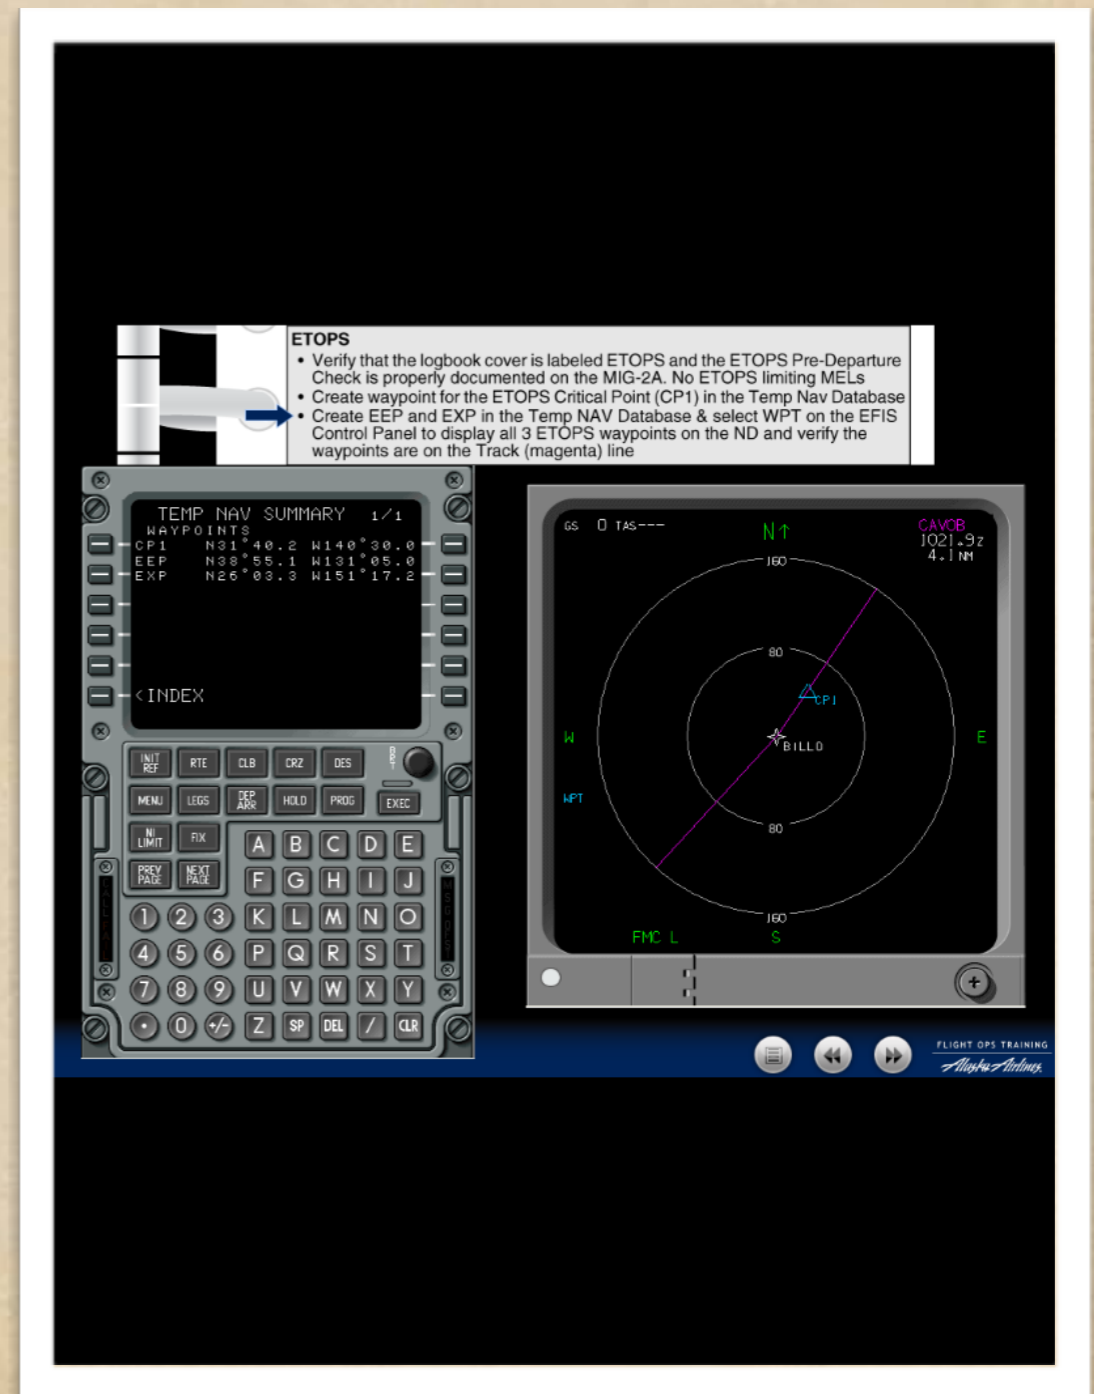 ETOPS
• Verify that the logbook cover is labeled ETOPS and the ETOPS Pre-Departure
Check is properly documented on the MIG-2A. No ETOPS limiting MELs
• Create waypoint for the ETOPS Critical Point (CP1) in the Temp Nav Database
• Create EEP and EXP in the Temp NAV Database & select WPT on the EFIS
Control Panel to display all 3 ETOPS waypoints on the ND and verify the
waypoints are on the Track (magenta) line
TEMP NAV SUMMARY 1/1
WAYPOINTS
CP1 N31°40.2 W140°30.0
EEP N38°55.1 W131°05.0
EXP N26°03.3 W151°17.2
<INDEX
INIT REF
RTE
CLB
CRZ
DES
BRT
MENU
LEGS
DEP ARR
HOLD
PROG
EXEC
N1 LIMIT
FIX
PREV PAGE
NEXT PAGE
A B C D E
F G H I J
K L M N O
P Q R S T
U V W X Y
Z SP DEL / CLR
1 2 3
4 5 6
7 8 9
. 0 +/-
CALL
FAIL
MSG
OFST
GS 0 TAS---
N↑
CAVOB
1021.9z
4.1 NM
160
80
CP1
W
BILLO
E
WPT
80
160
FMC L
S
FLIGHT OPS TRAINING
Alaska Airlines